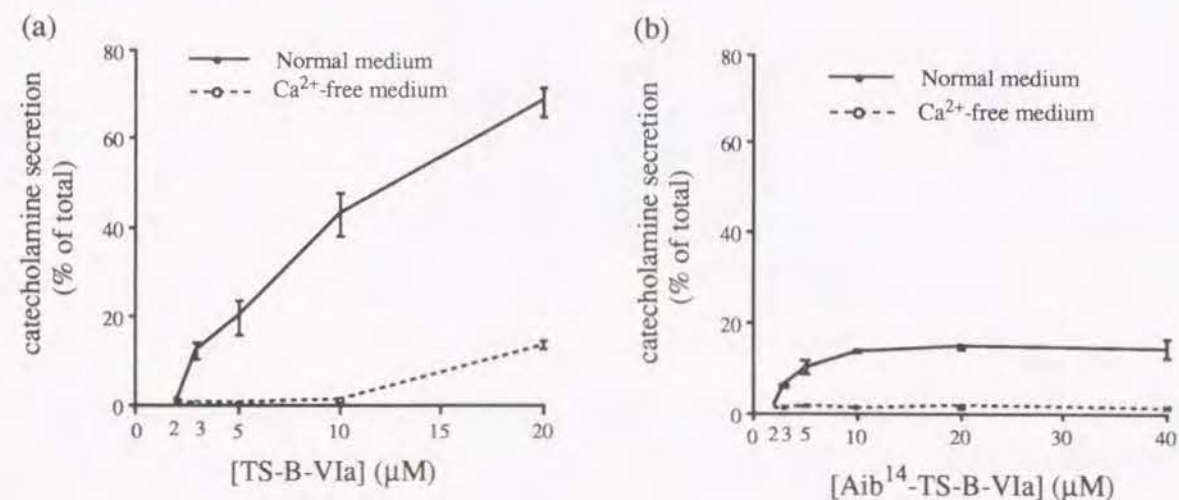 (a)
80
60
40
20
0
catecholamine secretion
(% of total)
Normal medium
Ca²⁺-free medium
0 2 3 5 10 15 20
[TS-B-VIa] (μM)
(b)
80
60
40
20
0
catecholamine secretion
(% of total)
Normal medium
Ca²⁺-free medium
0 2 3 5 10 20 30 40
[Aib¹⁴-TS-B-VIa] (μM)